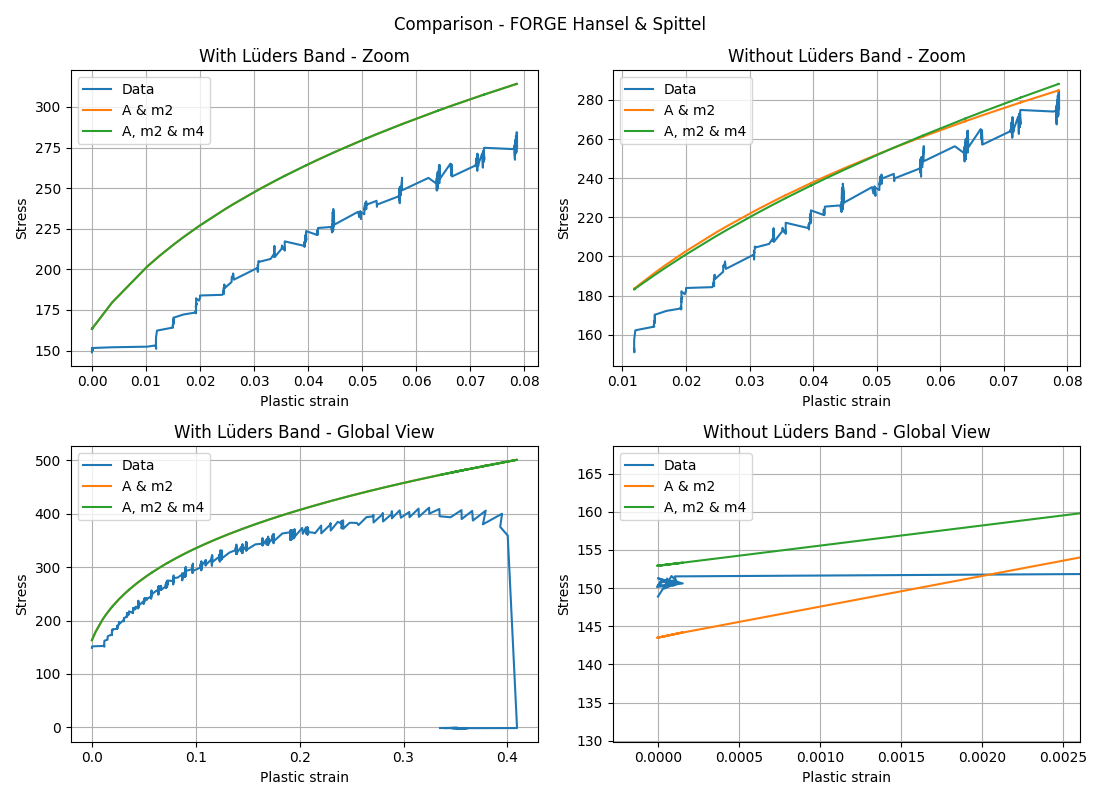 Comparison - FORGE Hansel & Spittel
With Lüders Band - Zoom
Data
A & m2
A, m2 & m4
300
275
250
225
200
175
150
Stress
0.00 0.01 0.02 0.03 0.04 0.05 0.06 0.07 0.08
Plastic strain
Without Lüders Band - Zoom
Data
A & m2
A, m2 & m4
280
260
240
220
200
180
160
Stress
0.01 0.02 0.03 0.04 0.05 0.06 0.07 0.08
Plastic strain
With Lüders Band - Global View
Data
A & m2
A, m2 & m4
500
400
300
200
100
0
Stress
0.0 0.1 0.2 0.3 0.4
Plastic strain
Without Lüders Band - Global View
Data
A & m2
A, m2 & m4
165
160
155
150
145
140
135
130
Stress
0.0000 0.0005 0.0010 0.0015 0.0020 0.0025
Plastic strain